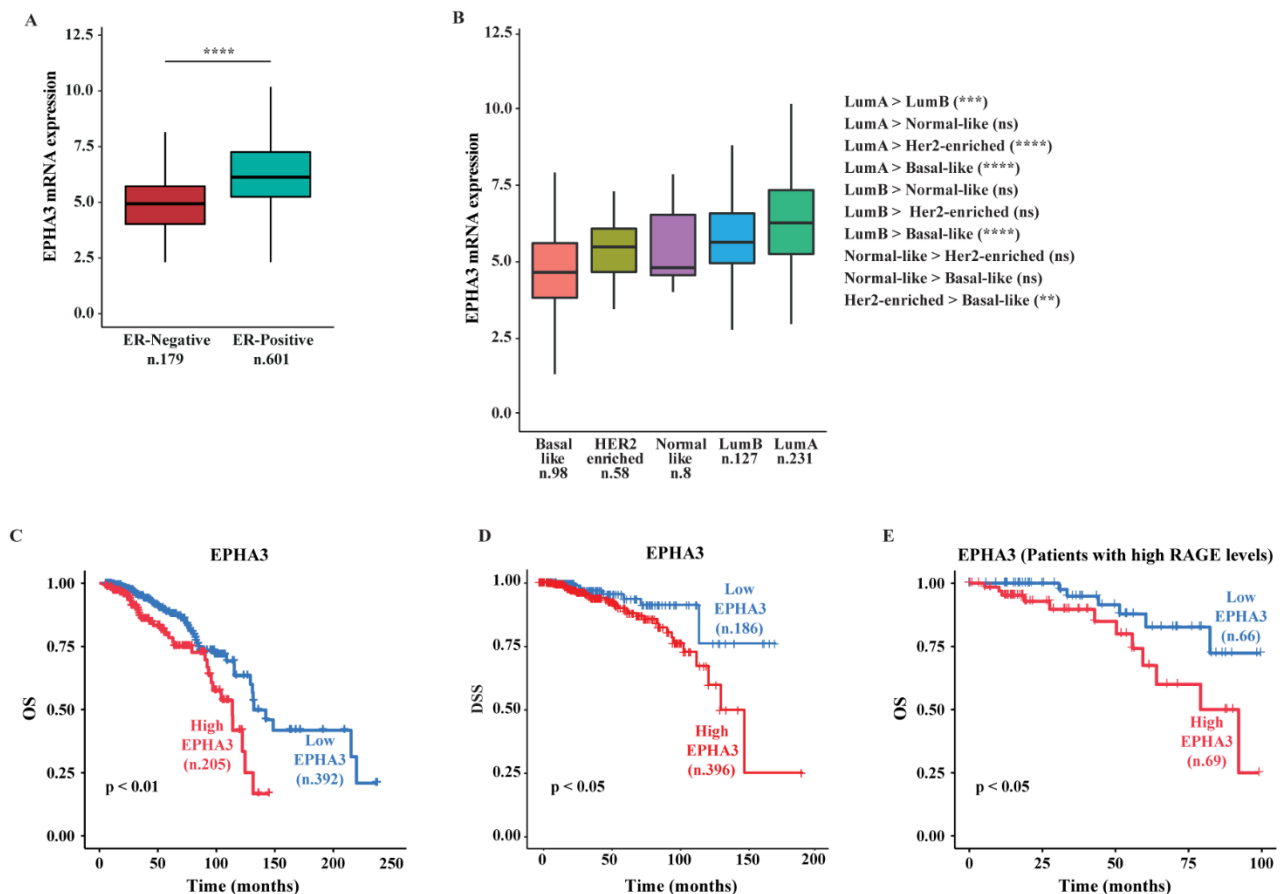 A
EPHA3 mRNA expression
12.5
10.0
7.5
5.0
2.5
0.0
****
ER-Negative
n.179
ER-Positive
n.601
B
EPHA3 mRNA expression
12.5
10.0
7.5
5.0
2.5
0.0
Basal
like
n.98
HER2
enriched
n.58
Normal
like
n.8
LumB
n.127
LumA
n.231
LumA > LumB (***)
LumA > Normal-like (ns)
LumA > Her2-enriched (****)
LumA > Basal-like (****)
LumB > Normal-like (ns)
LumB > Her2-enriched (ns)
LumB > Basal-like (****)
Normal-like > Her2-enriched (ns)
Normal-like > Basal-like (ns)
Her2-enriched > Basal-like (**)
C
EPHA3
OS
1.00
0.75
0.50
0.25
0.00
High
EPHA3
(n.205)
Low
EPHA3
(n.392)
p < 0.01
0
50
100
150
200
250
Time (months)
D
EPHA3
DSS
1.00
0.75
0.50
0.25
0.00
Low
EPHA3
(n.186)
High
EPHA3
(n.396)
p < 0.05
0
50
100
150
200
Time (months)
E
EPHA3 (Patients with high RAGE levels)
OS
1.00
0.75
0.50
0.25
0.00
Low
EPHA3
(n.66)
High
EPHA3
(n.69)
p < 0.05
0
25
50
75
100
Time (months)